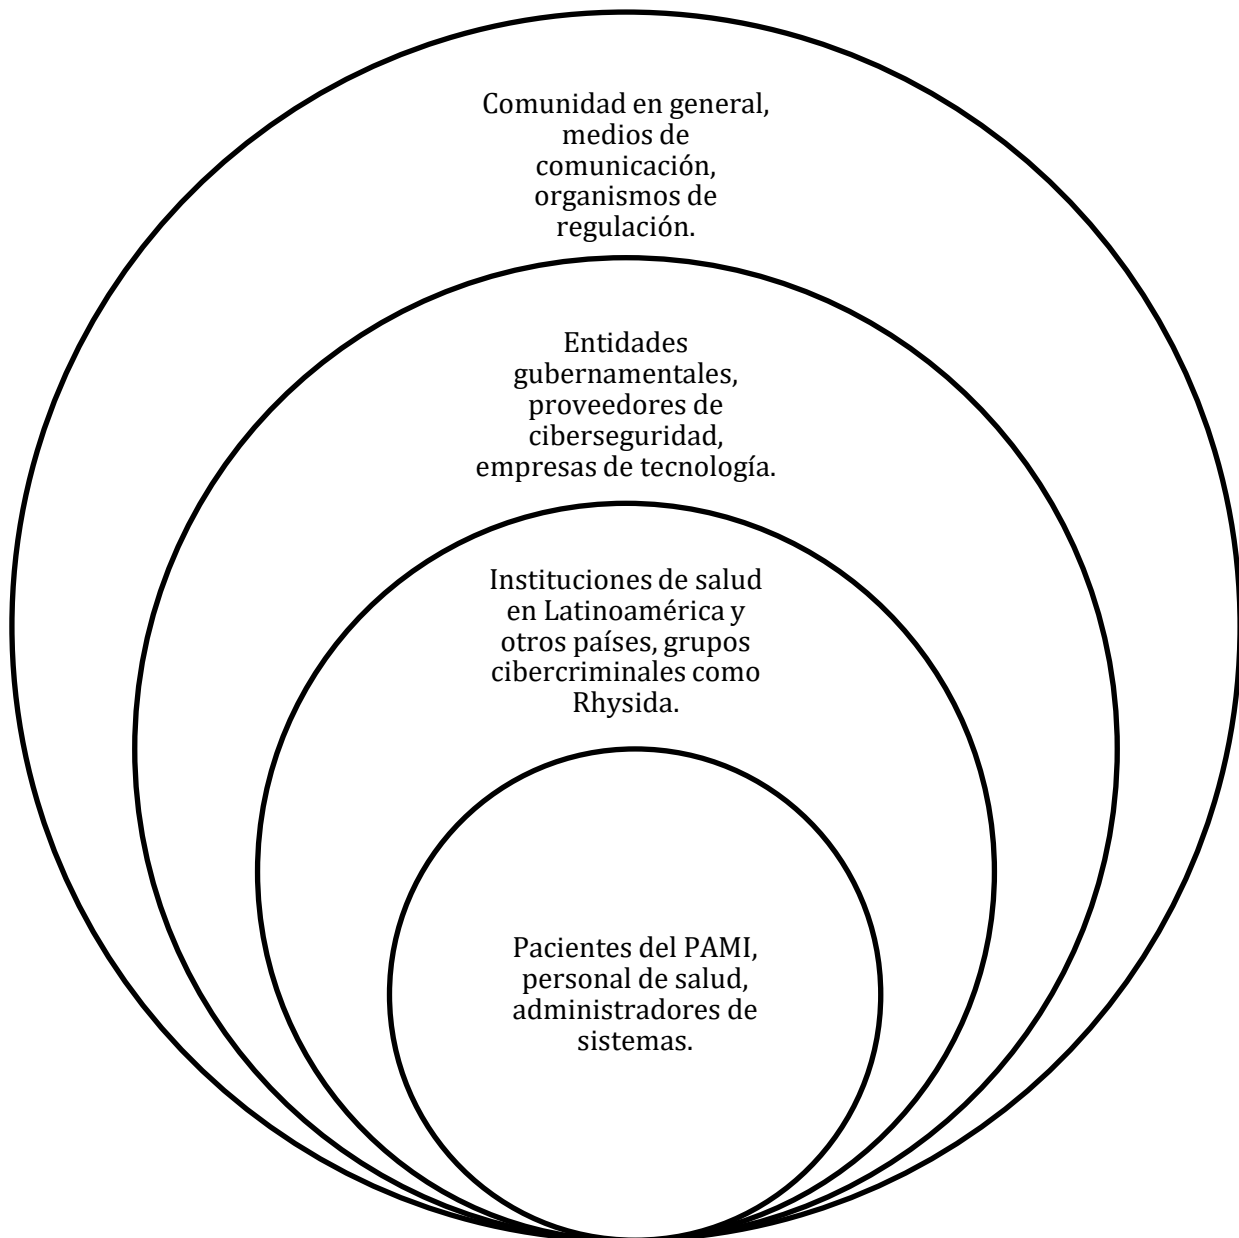 Comunidad en general,
medios de
comunicación,
organismos de
regulación.
Entidades
gubernamentales,
proveedores de
ciberseguridad,
empresas de tecnología.
Instituciones de salud
en Latinoamérica y
otros países, grupos
cibercriminales como
Rhysida.
Pacientes del PAMI,
personal de salud,
administradores de
sistemas.